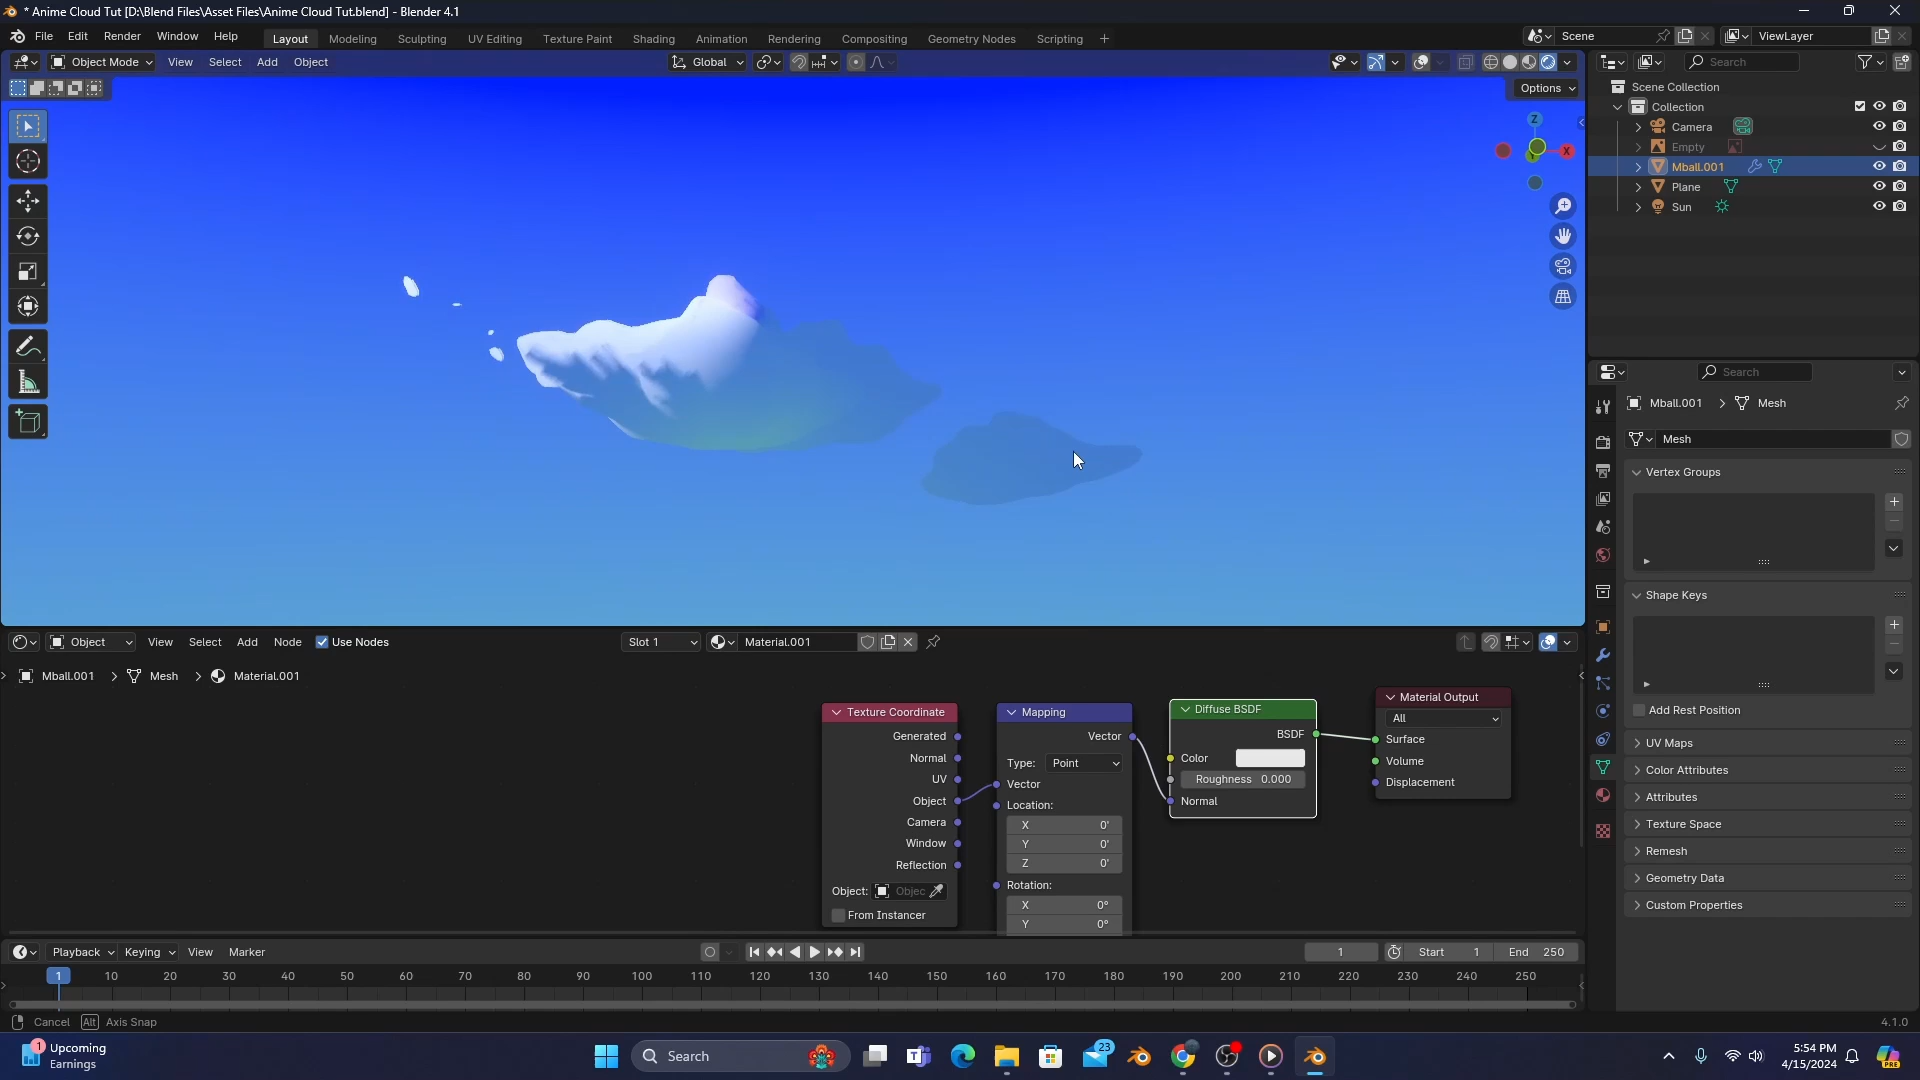 * Anime Cloud Tut [D:\Blend Files\Asset Files\Anime Cloud Tut.blend] - Blender 4.1
File Edit Render Window Help Layout Modeling Sculpting UV Editing Texture Paint Shading Animation Rendering Compositing Geometry Nodes Scripting + Scene ViewLayer
Object Mode View Select Add Object Global Search
Options
X
Z
Scene Collection
Collection
Camera
Empty
Mball.001
Plane
Sun
Search
Mball.001 > Mesh
Mesh
Vertex Groups
Shape Keys
Add Rest Position
UV Maps
Color Attributes
Attributes
Texture Space
Remesh
Geometry Data
Custom Properties
Object View Select Add Node Use Nodes Slot 1 Material.001
Mball.001 > Mesh > Material.001
Texture Coordinate
Generated
Normal
UV
Object
Camera
Window
Reflection
Object: Objec
From Instancer
Mapping
Vector
Type: Point
Vector
Location:
X 0'
Y 0'
Z 0'
Rotation:
X 0°
Y 0°
Diffuse BSDF
BSDF
Color
Roughness 0.000
Normal
Material Output
All
Surface
Volume
Displacement
Playback Keying View Marker 1 Start 1 End 250
1 10 20 30 40 50 60 70 80 90 100 110 120 130 140 150 160 170 180 190 200 210 220 230 240 250
Cancel Alt Axis Snap 4.1.0
1 Upcoming
Earnings
Search
23
5:54 PM
4/15/2024
PRE